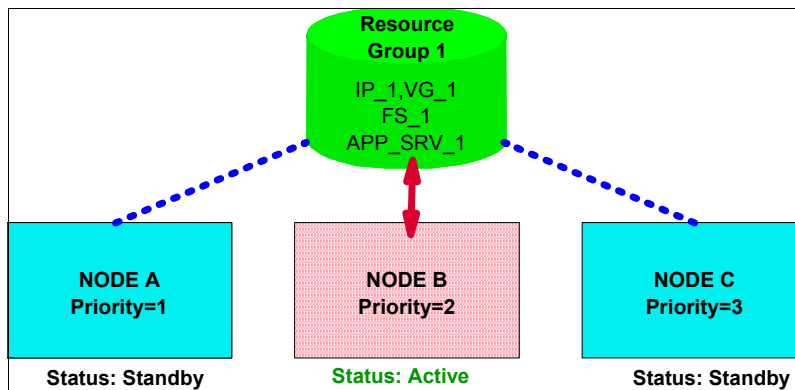 Resource
Group 1
IP_1,VG_1
FS_1
APP_SRV_1
NODE A
Priority=1
NODE B
Priority=2
NODE C
Priority=3
Status: Standby
Status: Active
Status: Standby